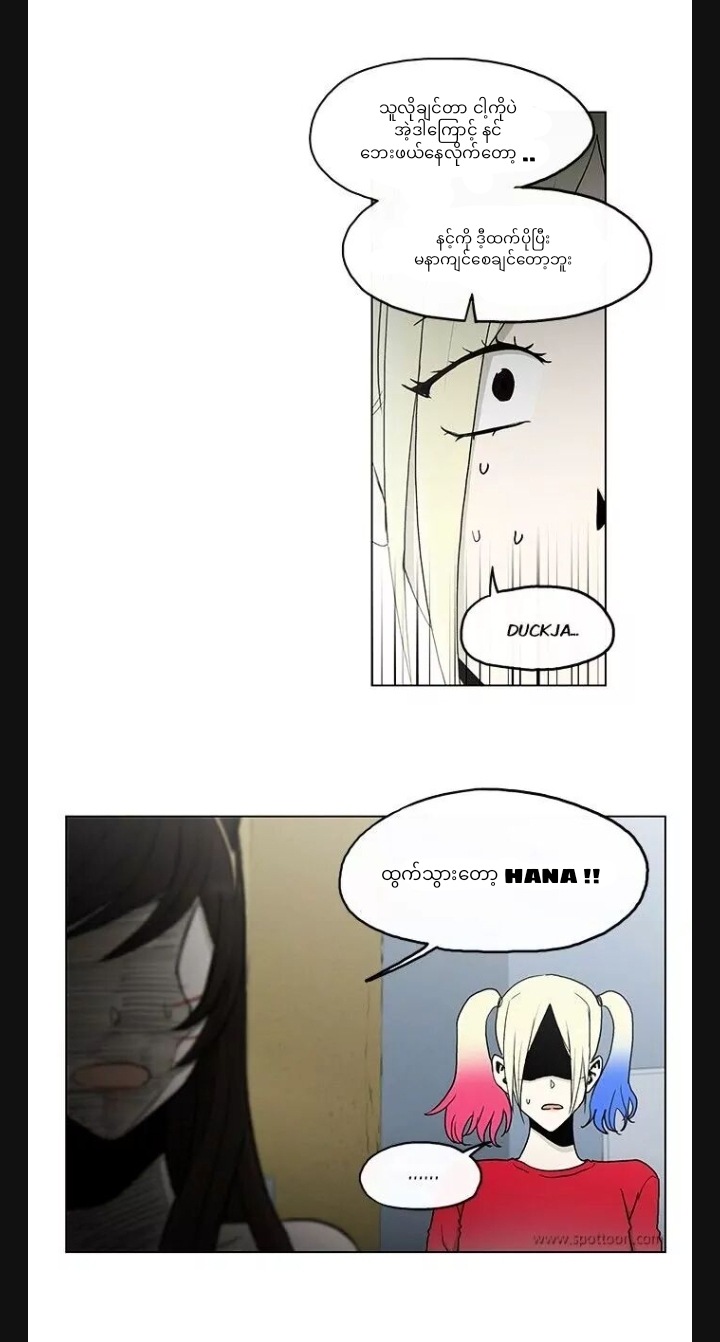 သူလိုချင်တာ ငါ့ကိုပဲ
အဲ့ဒါကြောင့် နင်
ဘေးဖယ်နေလိုက်တော့ ..
နင့်ကို ဒီ့ထက်ပိုပြီး
မနာကျင်စေချင်တော့ဘူး
DUCKJA...
ထွက်သွားတော့ HANA !!
......
www.spottoon.com